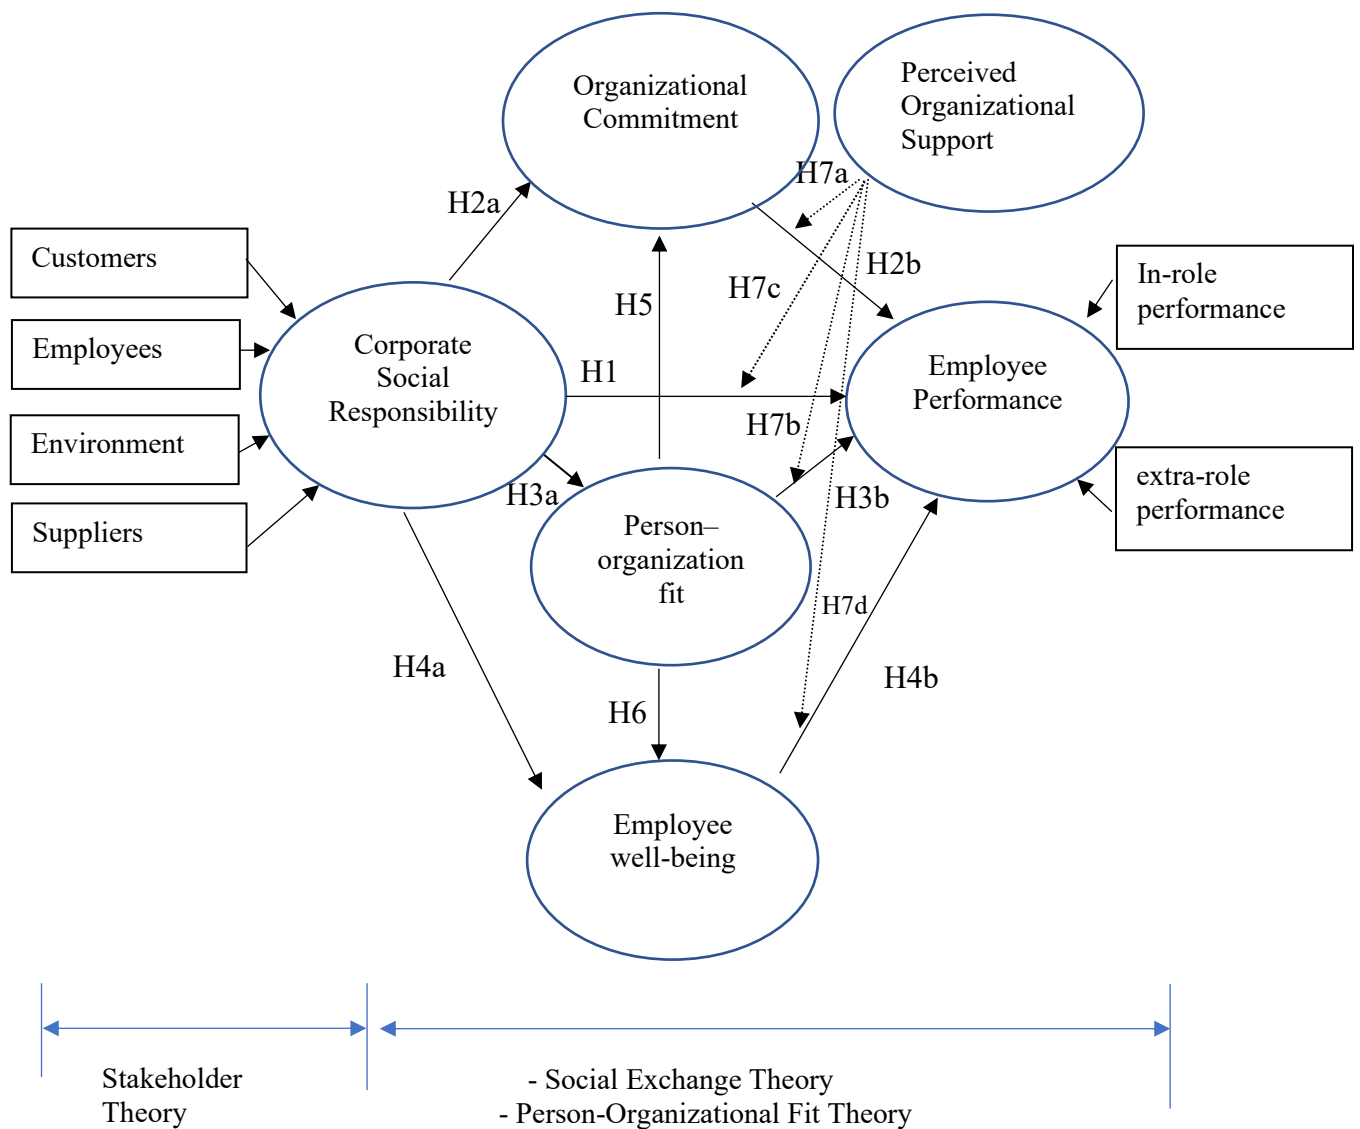 Organizational
Commitment
Perceived
Organizational
Support
H7a
H2a
Customers
H2b
In-role
performance
H7c
H5
Employees
Corporate
Social
Responsibility
H1
Employee
Performance
Environment
H7b
H3a
H3b
extra-role
performance
Suppliers
Person–
organization
fit
H7d
H4a
H4b
H6
Employee
well-being
Stakeholder
Theory
- Social Exchange Theory
- Person-Organizational Fit Theory